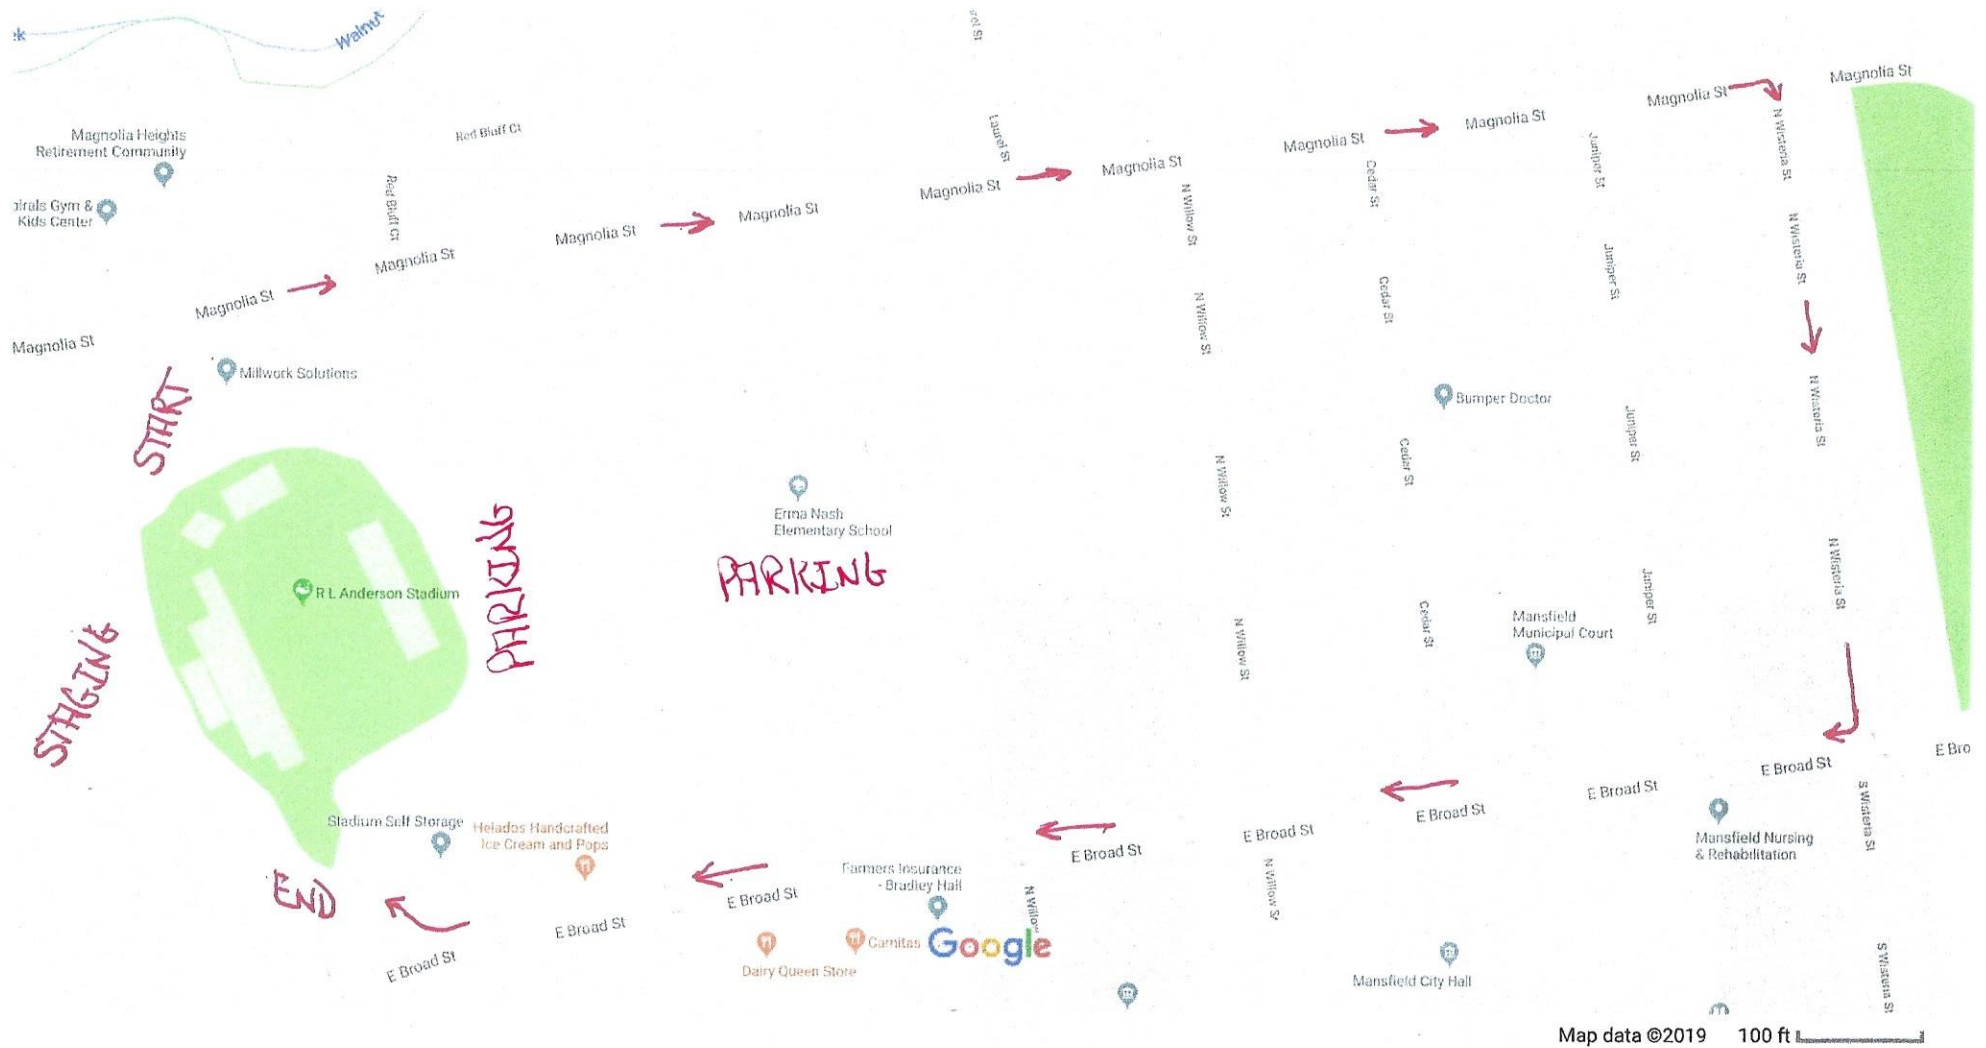 Walnut
Magnolia St
Magnolia St
Magnolia St
Magnolia St
Magnolia St
Magnolia St
Magnolia St
Magnolia St
Magnolia St
Magnolia St
Magnolia St
Magnolia Heights
Retirement Community
Gym &
Kids Center
Red Bluff Ct
Red Bluff Ct
Laurel St
N Willow St
N Willow St
N Willow St
N Willow St
Cedar St
Cedar St
Cedar St
Cedar St
Juniper St
Juniper St
Juniper St
Juniper St
N Wisteria St
N Wisteria St
N Wisteria St
N Wisteria St
START
Millwork Solutions
Bumper Doctor
Erma Nash
Elementary School
PARKING
PARKING
R L Anderson Stadium
STAGING
Mansfield
Municipal Court
E Bro
E Broad St
E Broad St
E Broad St
E Broad St
E Broad St
E Broad St
E Broad St
E Broad St
S Wisteria St
S Wisteria St
Mansfield Nursing
& Rehabilitation
Stadium Self Storage
Helados Handcrafted
Ice Cream and Pops
Farmers Insurance
- Bradley Hall
N Willow St
END
Carnitas
Google
Dairy Queen Store
Mansfield City Hall
Map data ©2019
100 ft